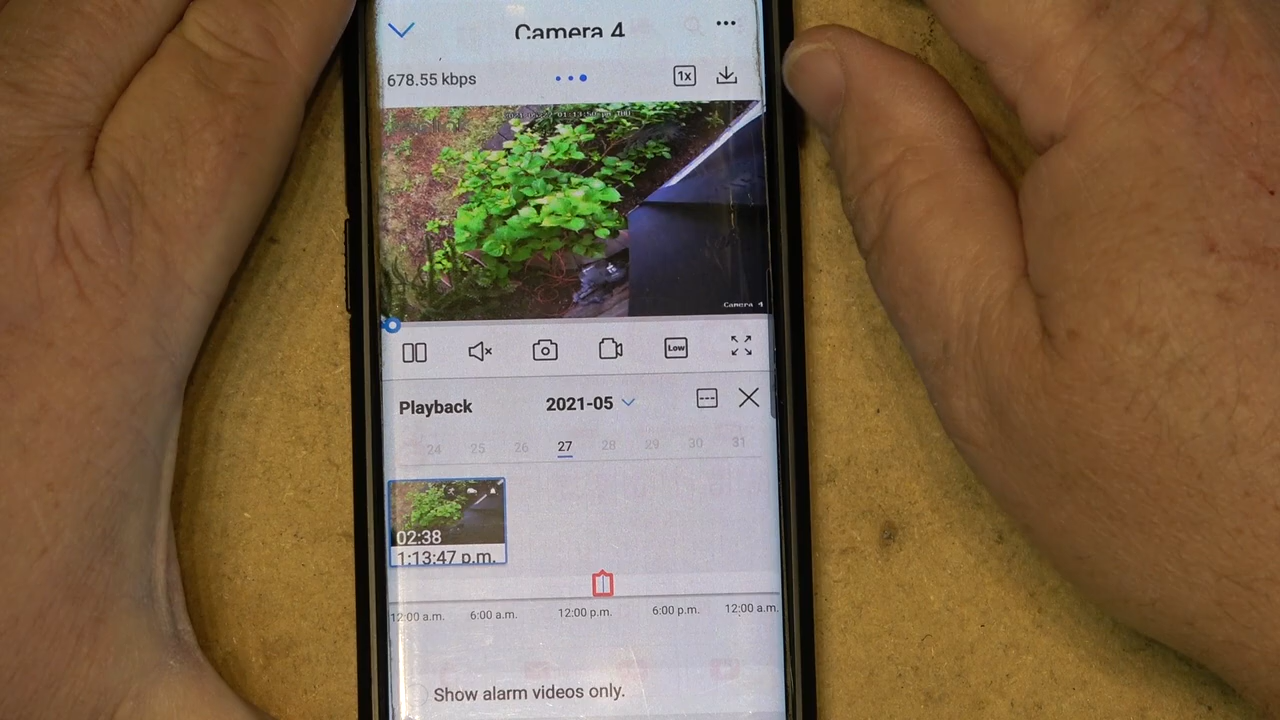 Camera 4
678.55 kbps
1x
Camera 4
Low
Playback
2021-05
24 25 26 27 28 29 30 31
02:38
1:13:47 p.m.
12:00 a.m. 6:00 a.m. 12:00 p.m. 6:00 p.m. 12:00 a.m.
Show alarm videos only.